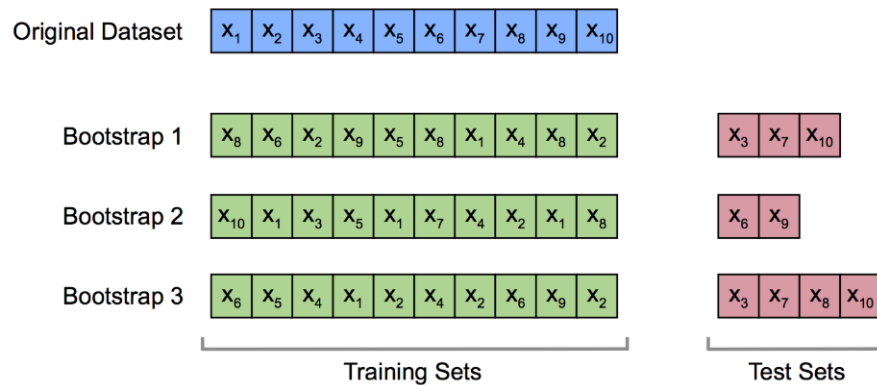 Original Dataset x₁ x₂ x₃ x₄ x₅ x₆ x₇ x₈ x₉ x₁₀
Bootstrap 1 x₈ x₆ x₂ x₉ x₅ x₈ x₁ x₄ x₈ x₂ x₃ x₇ x₁₀
Bootstrap 2 x₁₀ x₁ x₃ x₅ x₁ x₇ x₄ x₂ x₁ x₈ x₆ x₉
Bootstrap 3 x₆ x₅ x₄ x₁ x₂ x₄ x₂ x₆ x₉ x₂ x₃ x₇ x₈ x₁₀
Training Sets Test Sets